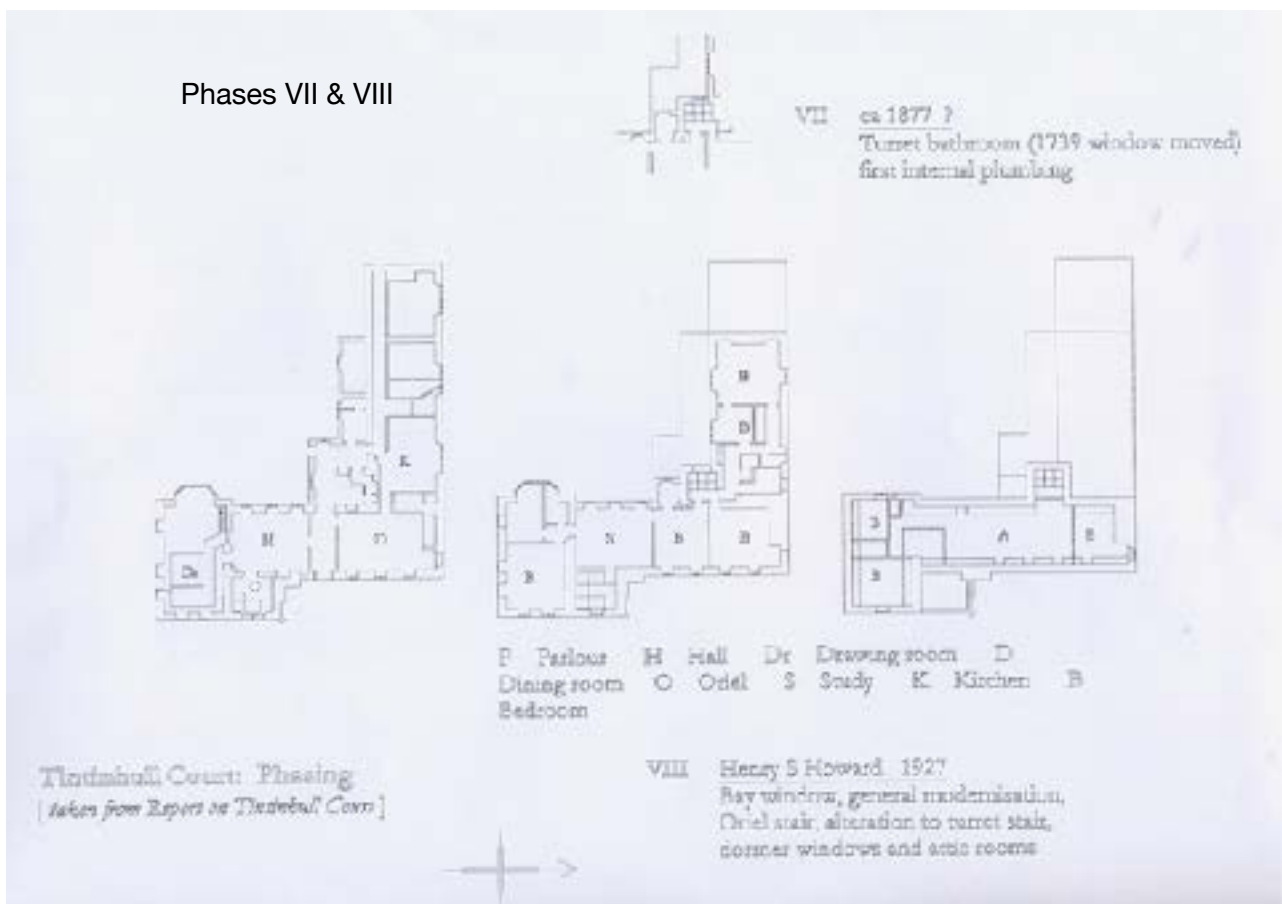 Phases VII & VIII
VII ca 1877 ?
Turret bathroom (1739 window moved)
first internal plumbing
K
H
Dr
O
B
D
B
B
B
A
B
P Parlour H Hall Dr Drawing room D
Dining room O Oriel S Study K Kitchen B
Bedroom
Tintinhull Court: Phasing
[taken from Report on Tintinhull Court]
VIII Henry S Howard 1927
Bay window, general modernisation,
Oriel stair, alteration to turret stair,
dormer windows and attic rooms